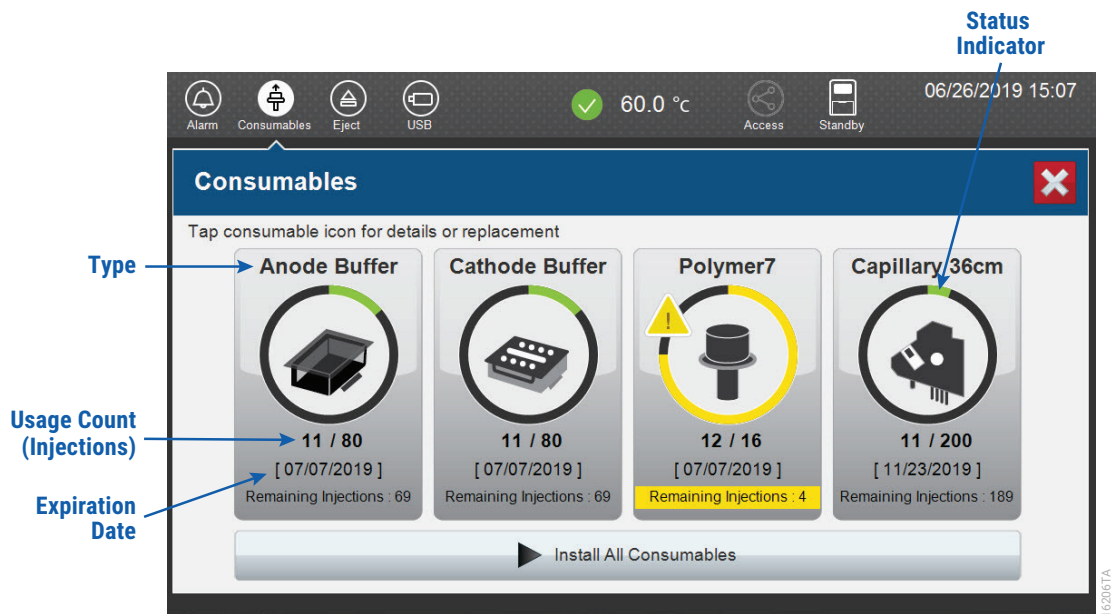 Status
Indicator
06/26/2019 15:07
60.0 °c
Alarm
Consumables
Eject
USB
Access
Standby
Consumables
Tap consumable icon for details or replacement
Type
Anode Buffer
Cathode Buffer
Polymer7
Capillary 36cm
!
Usage Count
(Injections)
11 / 80
11 / 80
12 / 16
11 / 200
[ 07/07/2019 ]
[ 07/07/2019 ]
[ 07/07/2019 ]
[ 11/23/2019 ]
Expiration
Date
Remaining Injections : 69
Remaining Injections : 69
Remaining Injections : 4
Remaining Injections : 189
Install All Consumables
6206TA